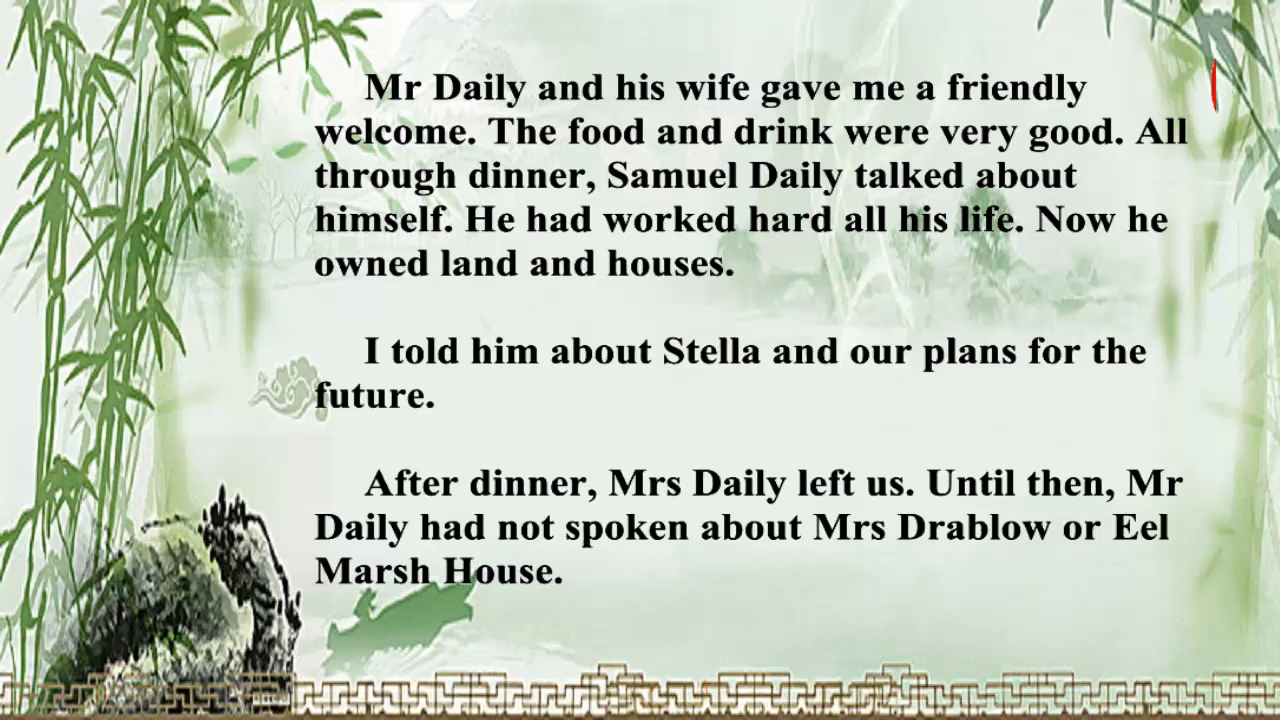 Mr Daily and his wife gave me a friendly
welcome. The food and drink were very good. All
through dinner, Samuel Daily talked about
himself. He had worked hard all his life. Now he
owned land and houses.
I told him about Stella and our plans for the
future.
After dinner, Mrs Daily left us. Until then, Mr
Daily had not spoken about Mrs Drablow or Eel
Marsh House.